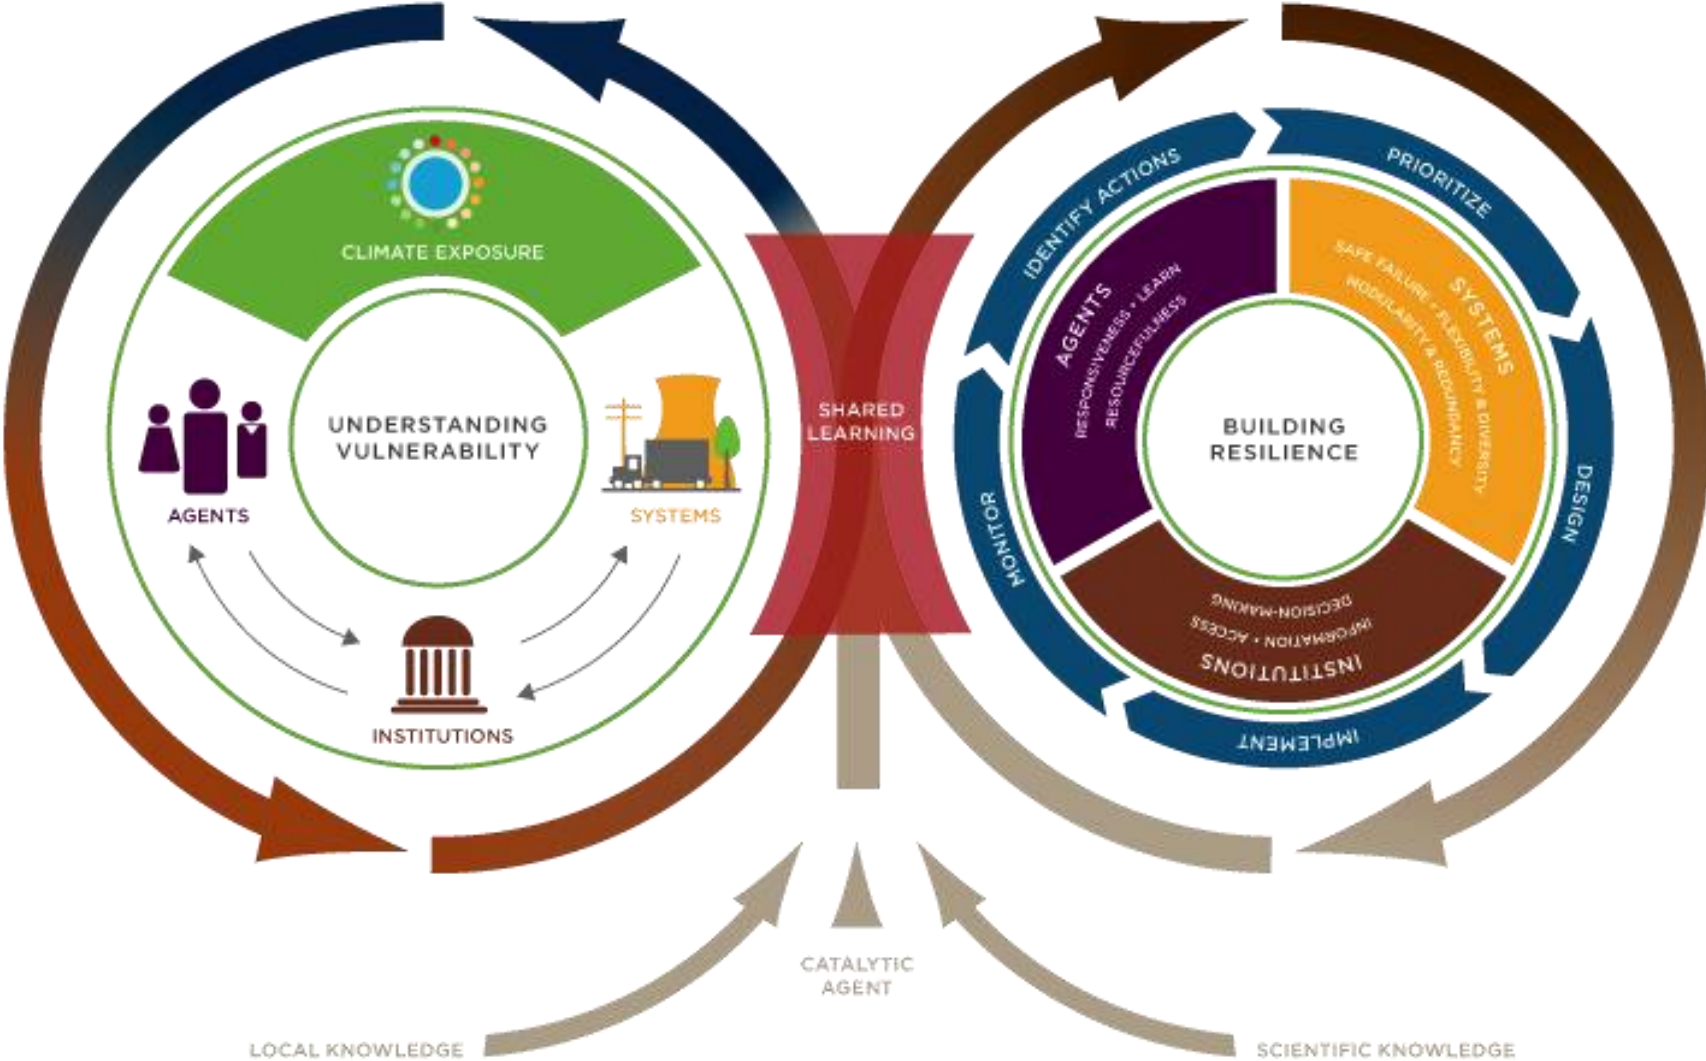 CLIMATE EXPOSURE
UNDERSTANDING
VULNERABILITY
AGENTS
SYSTEMS
INSTITUTIONS
SHARED
LEARNING
IDENTIFY ACTIONS
PRIORITIZE
DESIGN
IMPLEMENT
MONITOR
AGENTS
RESPONSIVENESS • LEARN
RESOURCEFULNESS
SYSTEMS
SAFE FAILURE • FLEXIBILITY & DIVERSITY
MODULARITY & REDUNDANCY
BUILDING
RESILIENCE
INSTITUTIONS
INFORMATION • ACCESS
DECISION-MAKING
CATALYTIC
AGENT
LOCAL KNOWLEDGE
SCIENTIFIC KNOWLEDGE